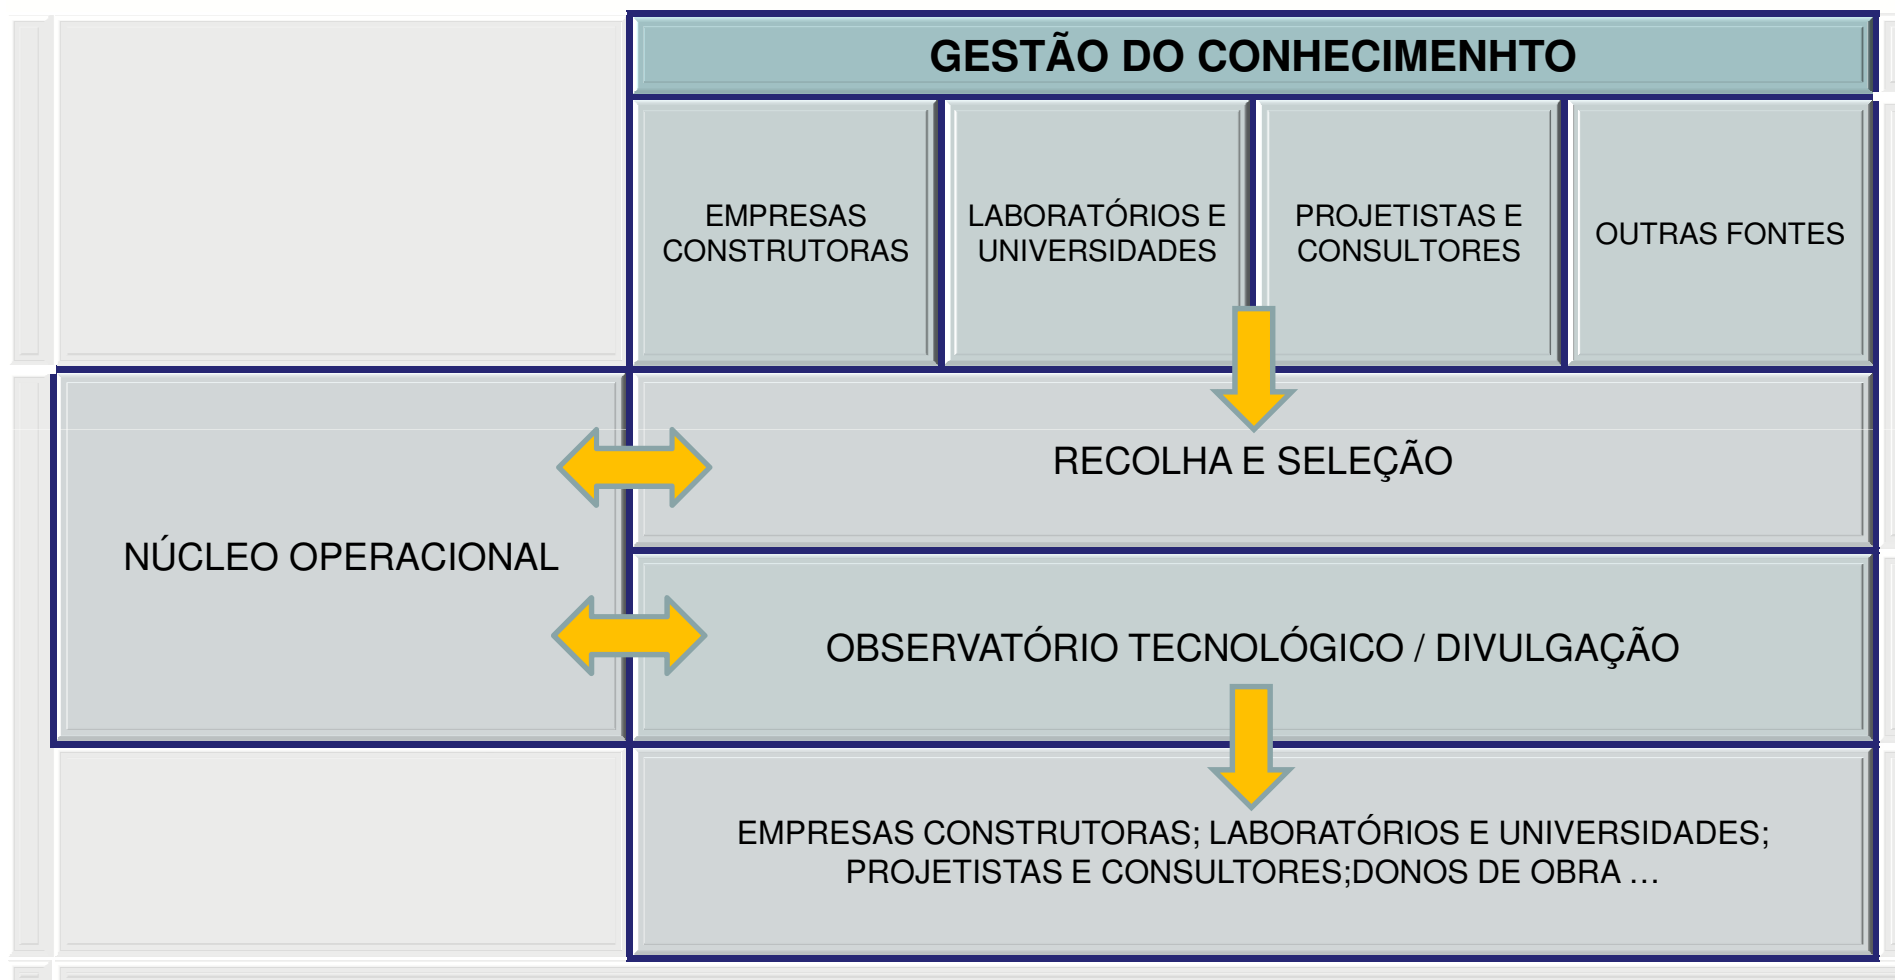 GESTÃO DO CONHECIMENHTO
EMPRESAS
CONSTRUTORAS
LABORATÓRIOS E
UNIVERSIDADES
PROJETISTAS E
CONSULTORES
OUTRAS FONTES
RECOLHA E SELEÇÃO
NÚCLEO OPERACIONAL
OBSERVATÓRIO TECNOLÓGICO / DIVULGAÇÃO
EMPRESAS CONSTRUTORAS; LABORATÓRIOS E UNIVERSIDADES;
PROJETISTAS E CONSULTORES;DONOS DE OBRA …